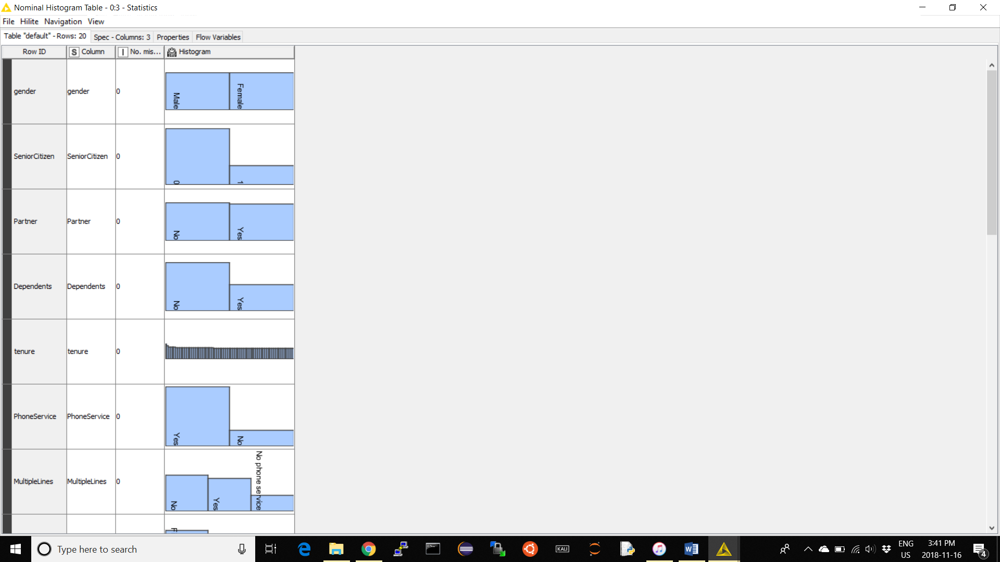 Nominal Histogram Table - 0:3 - Statistics
File Hilite Navigation View
Table "default" - Rows: 20 Spec - Columns: 3 Properties Flow Variables
Row ID S Column I No. mis... SVG Histogram
gender gender 0 Male Female
SeniorCitizen SeniorCitizen 0 0 1
Partner Partner 0 No Yes
Dependents Dependents 0 No Yes
tenure tenure 0
PhoneService PhoneService 0 Yes No
MultipleLines MultipleLines 0 No Yes No phone service
F
Type here to search KALI ENG 3:41 PM
US 2018-11-16 4